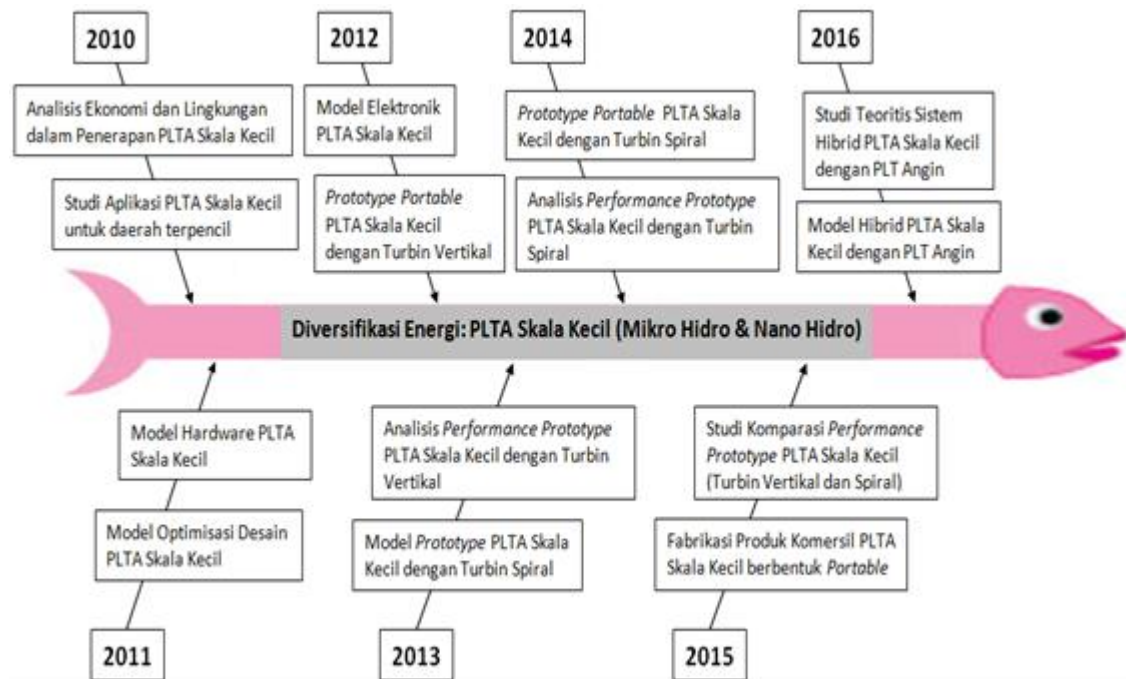 2010
Analisis Ekonomi dan Lingkungan
dalam Penerapan PLTA Skala Kecil
Studi Aplikasi PLTA Skala Kecil
untuk daerah terpencil
2012
Model Elektronik
PLTA Skala Kecil
Prototype Portable
PLTA Skala Kecil
dengan Turbin Vertikal
2014
Prototype Portable PLTA Skala
Kecil dengan Turbin Spiral
Analisis Performance Prototype
PLTA Skala Kecil dengan Turbin
Spiral
2016
Studi Teoritis Sistem
Hibrid PLTA Skala Kecil
dengan PLT Angin
Model Hibrid PLTA Skala
Kecil dengan PLT Angin
Diversifikasi Energi: PLTA Skala Kecil (Mikro Hidro & Nano Hidro)
Model Hardware PLTA
Skala Kecil
Model Optimisasi Desain
PLTA Skala Kecil
2011
Analisis Performance Prototype
PLTA Skala Kecil dengan Turbin
Vertikal
Model Prototype PLTA Skala
Kecil dengan Turbin Spiral
2013
Studi Komparasi Performance
Prototype PLTA Skala Kecil
(Turbin Vertikal dan Spiral)
Fabrikasi Produk Komersil PLTA
Skala Kecil berbentuk Portable
2015